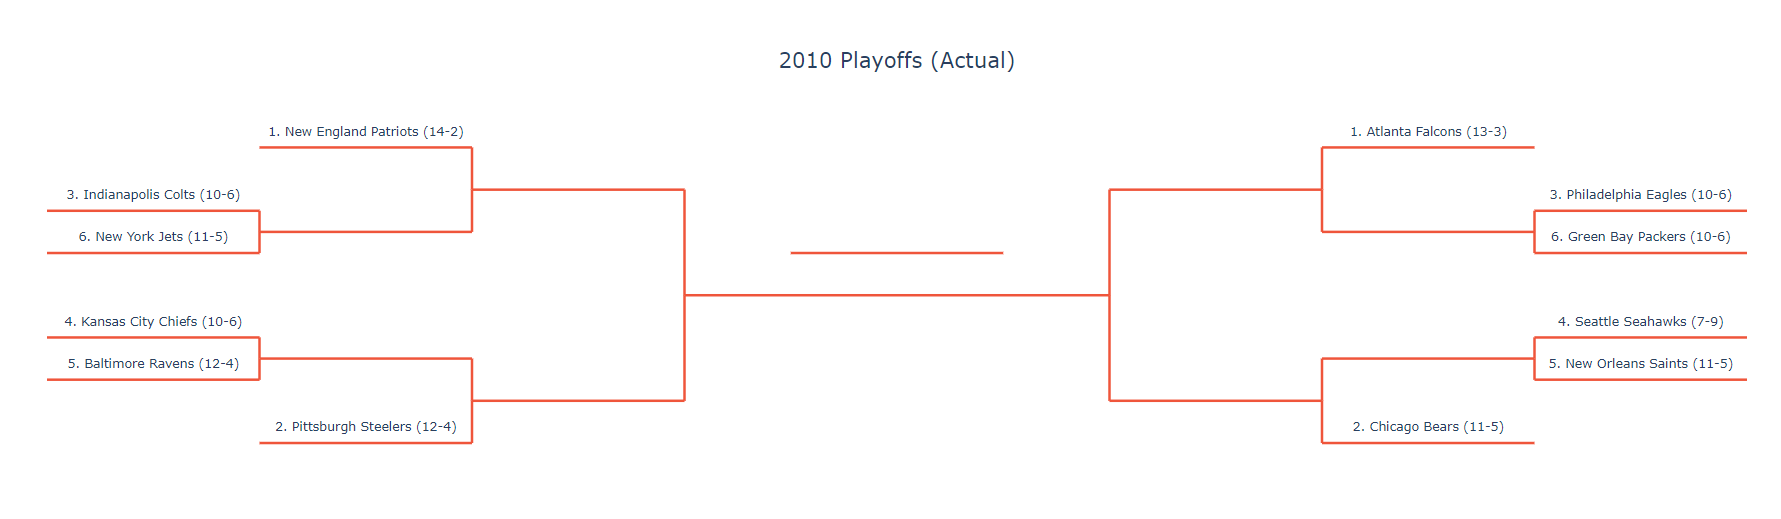 2010 Playoffs (Actual)
1. New England Patriots (14-2)
3. Indianapolis Colts (10-6)
6. New York Jets (11-5)
4. Kansas City Chiefs (10-6)
5. Baltimore Ravens (12-4)
2. Pittsburgh Steelers (12-4)
1. Atlanta Falcons (13-3)
3. Philadelphia Eagles (10-6)
6. Green Bay Packers (10-6)
4. Seattle Seahawks (7-9)
5. New Orleans Saints (11-5)
2. Chicago Bears (11-5)